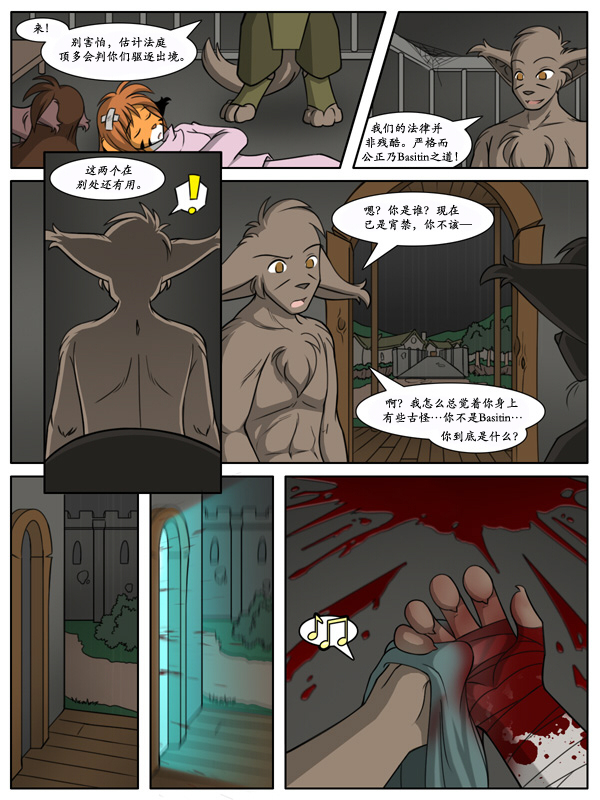 来！
别害怕，估计法庭
顶多会判你们驱逐出境。
我们的法律并
非残酷。严格而
公正乃Basitin之道！
这两个在
别处还有用。
！
嗯？你是谁？现在
已是宵禁，你不该—
啊？我怎么总觉着你身上
有些古怪…你不是Basitin…
你到底是什么？